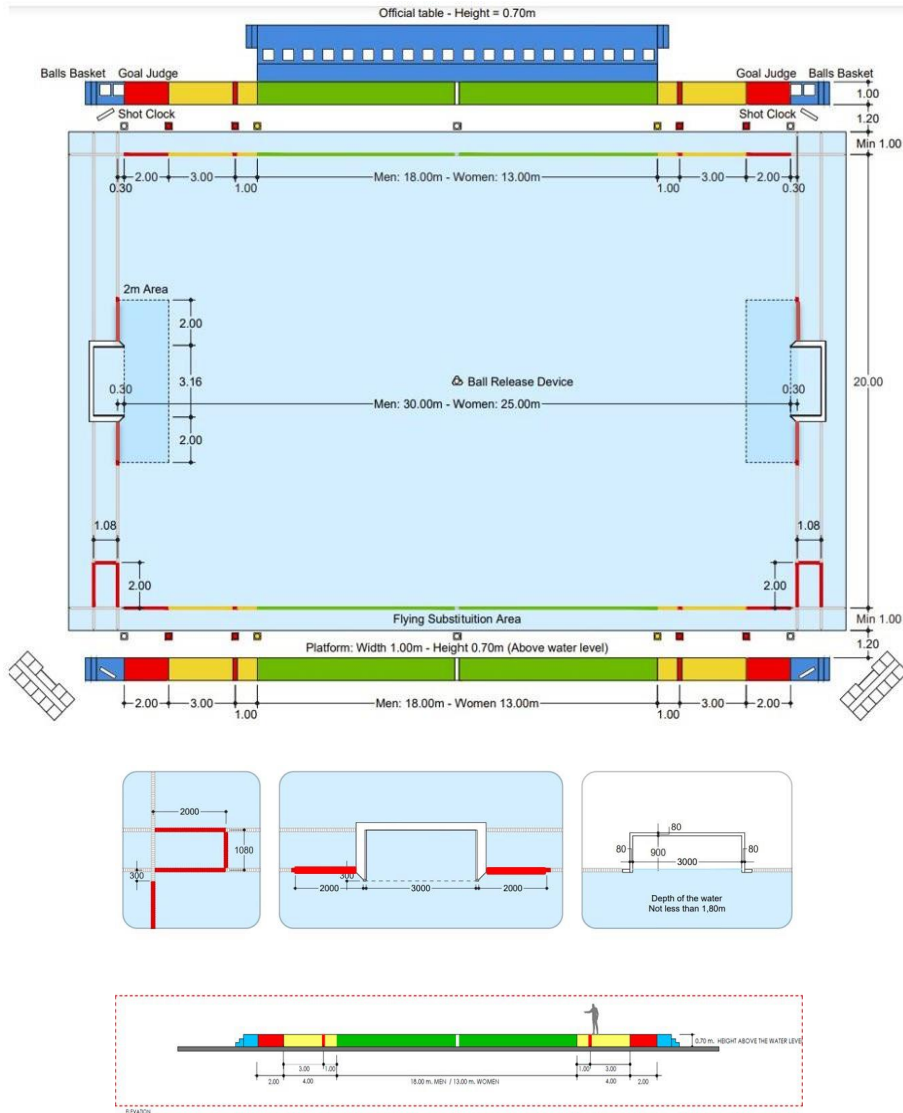 Official table - Height = 0.70m
Balls Basket Goal Judge Goal Judge Balls Basket
1.00
Shot Clock Shot Clock
1.20
Min 1.00
2.00 3.00 Men: 18.00m - Women: 13.00m 3.00 2.00
0.30 1.00 1.00 0.30
2m Area
2.00
3.16
Ball Release Device
20.00
0.30 0.30
Men: 30.00m - Women: 25.00m
2.00
1.08 1.08
2.00 2.00
Flying Substituition Area
Min 1.00
Platform: Width 1.00m - Height 0.70m (Above water level)
1.20
2.00 3.00 Men: 18.00m - Women 13.00m 3.00 2.00
1.00 1.00
2000
1080
300
300
2000 3000 2000
80
80 900 80
3000
Depth of the water
Not less than 1,80m
0.70 m. HEIGHT ABOVE THE WATER LEVEL
3.00 1.00 1.00 3.00
2.00 4.00 18.00 m. MEN / 13.00 m. WOMEN 4.00 2.00
ELEVATION